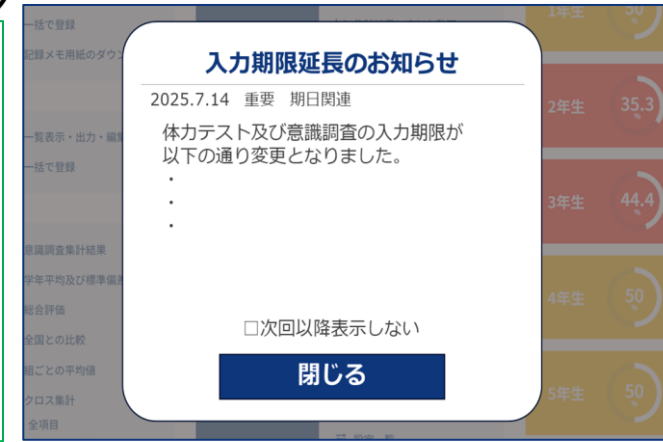 一括で登録
記録メモ用紙のダウ
一覧表示・出力・編集
一括で登録
意識調査集計結果
学年平均及び標準偏差
総合評価
全国との比較
組ごとの平均値
クロス集計
全項目
入力期限延長のお知らせ
2025.7.14 重要 期日関連
体力テスト及び意識調査の入力期限が
以下の通り変更となりました。
・
・
・
□次回以降表示しない
閉じる
1年生 50
2年生 35.3
%
3年生 44.4
%
4年生 50
%
5年生 50
%